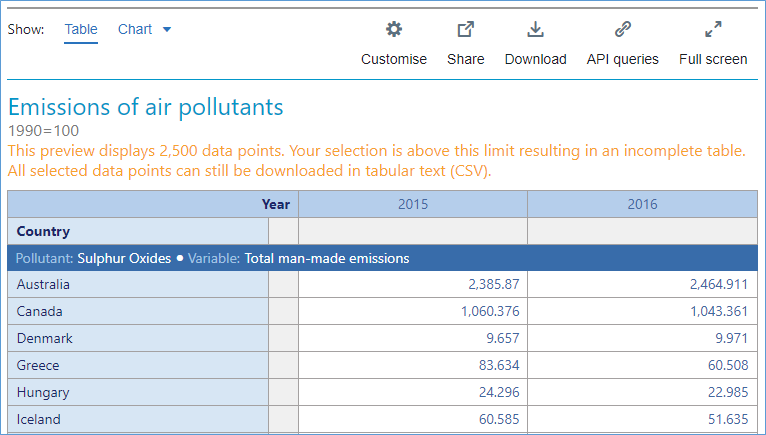 Show: Table Chart
Customise Share Download API queries Full screen
Emissions of air pollutants
1990=100
This preview displays 2,500 data points. Your selection is above this limit resulting in an incomplete table.
All selected data points can still be downloaded in tabular text (CSV).
Year 2015 2016
Country
Pollutant: Sulphur Oxides ● Variable: Total man-made emissions
Australia 2,385.87 2,464.911
Canada 1,060.376 1,043.361
Denmark 9.657 9.971
Greece 83.634 60.508
Hungary 24.296 22.985
Iceland 60.585 51.635